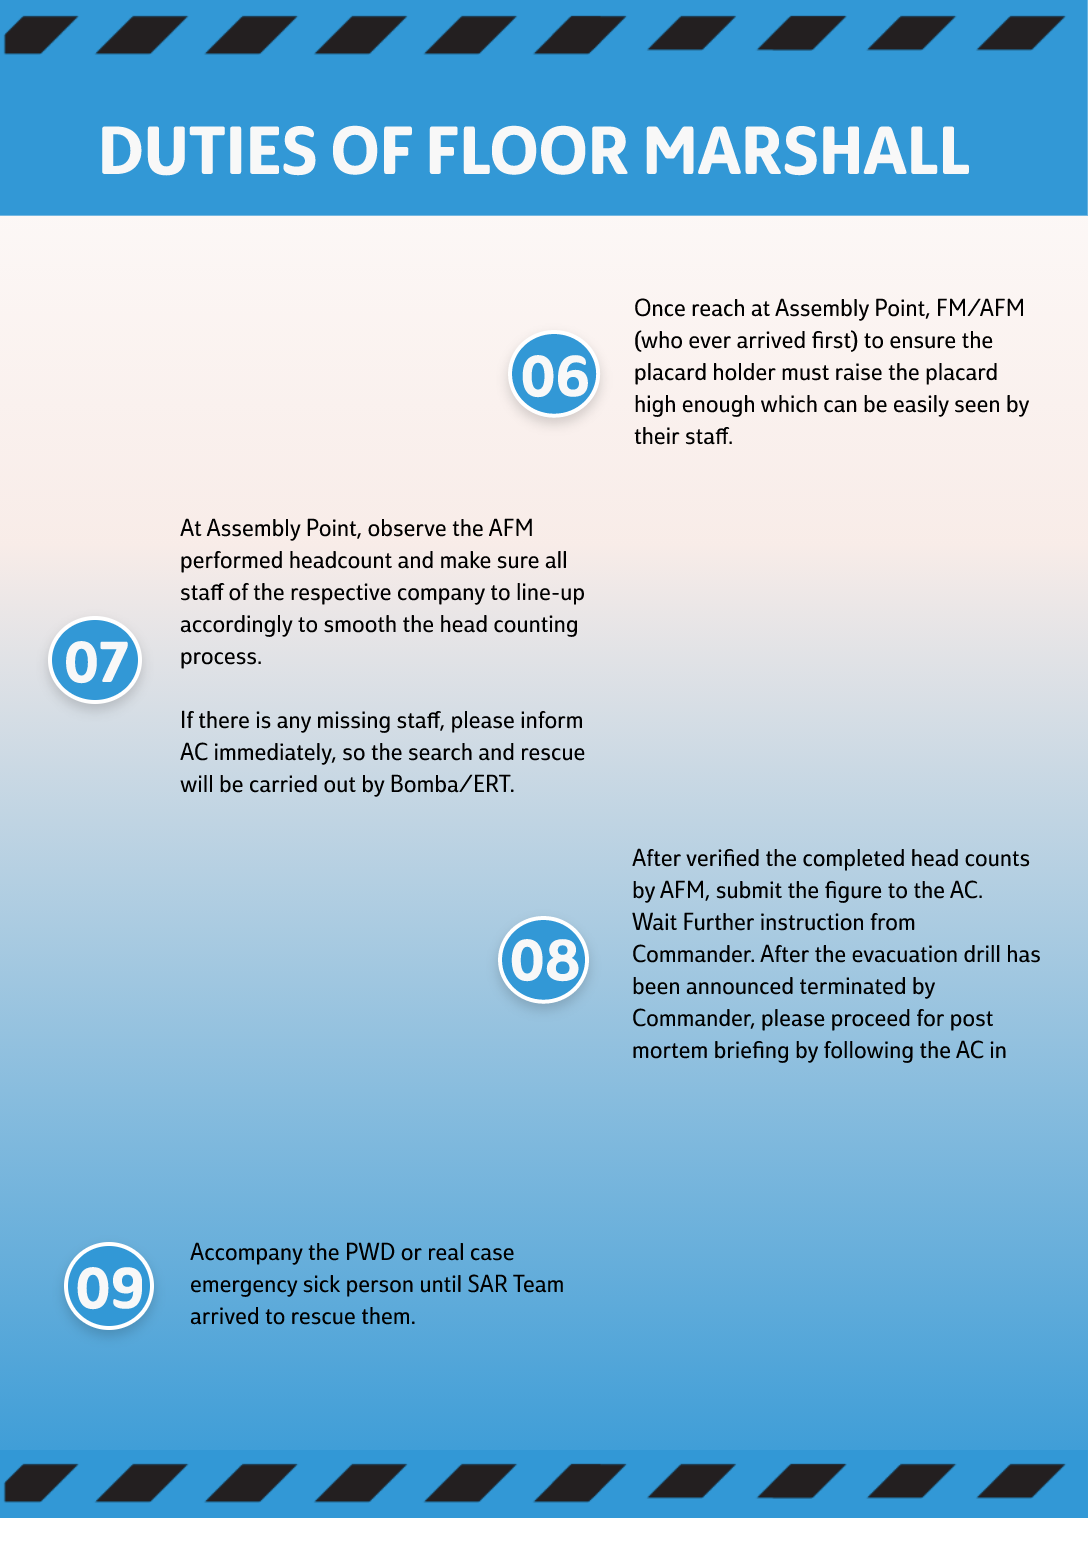 DUTIES OF FLOOR MARSHALL
06
Once reach at Assembly Point, FM/AFM
(who ever arrived first) to ensure the
placard holder must raise the placard
high enough which can be easily seen by
their staff.
07
At Assembly Point, observe the AFM
performed headcount and make sure all
staff of the respective company to line-up
accordingly to smooth the head counting
process.
If there is any missing staff, please inform
AC immediately, so the search and rescue
will be carried out by Bomba/ERT.
08
After verified the completed head counts
by AFM, submit the figure to the AC.
Wait Further instruction from
Commander. After the evacuation drill has
been announced terminated by
Commander, please proceed for post
mortem briefing by following the AC in
09
Accompany the PWD or real case
emergency sick person until SAR Team
arrived to rescue them.